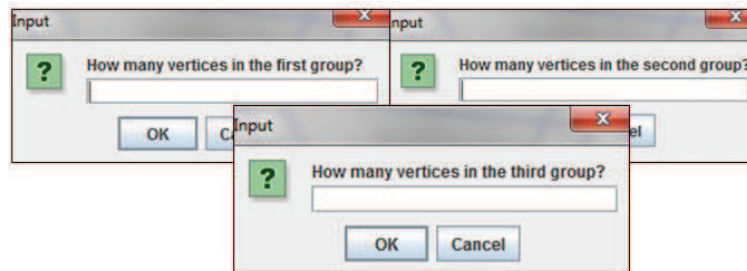 Input
How many vertices in the first group?
OK
nput
How many vertices in the second group?
Input
How many vertices in the third group?
OK
Cancel